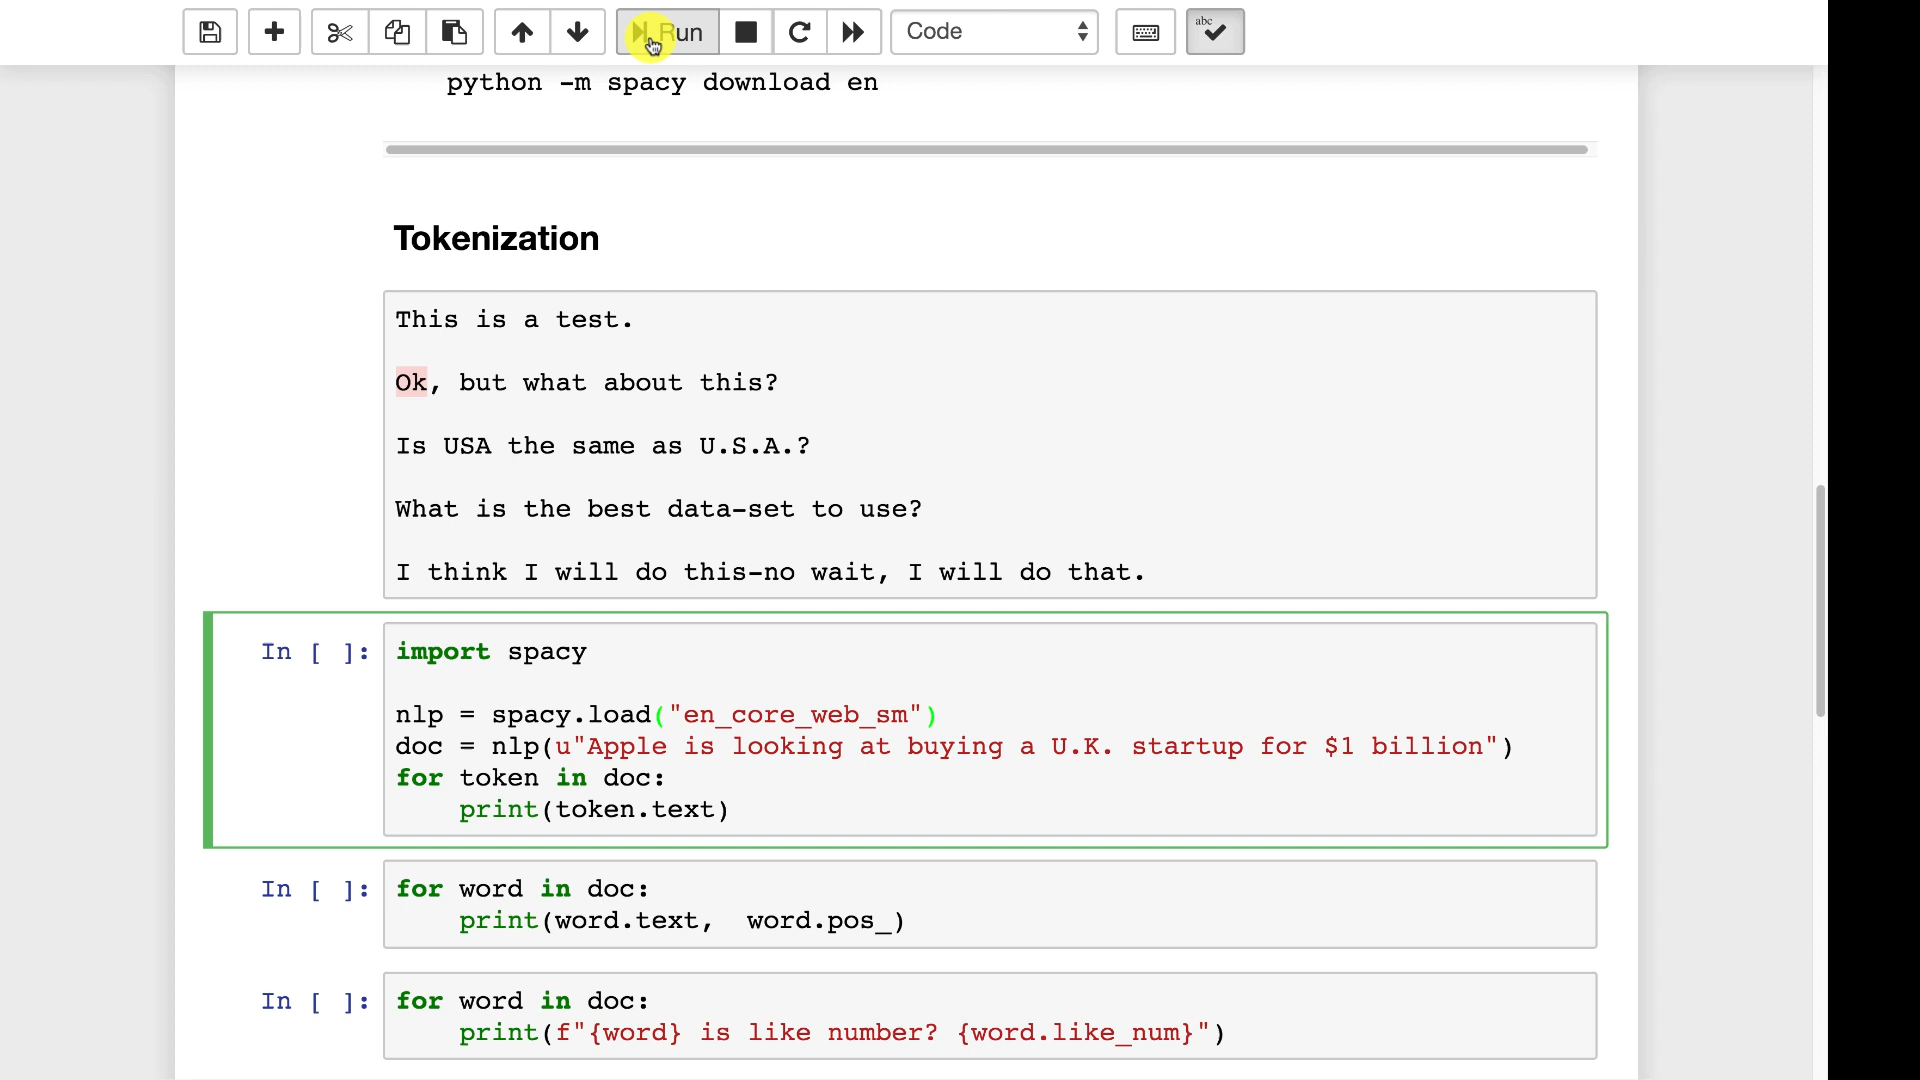 Run
Code
abc
python -m spacy download en
Tokenization
This is a test.
Ok, but what about this?
Is USA the same as U.S.A.?
What is the best data-set to use?
I think I will do this-no wait, I will do that.
In [ ]:
import spacy
nlp = spacy.load("en_core_web_sm")
doc = nlp(u"Apple is looking at buying a U.K. startup for $1 billion")
for token in doc:
    print(token.text)
In [ ]:
for word in doc:
    print(word.text,  word.pos_)
In [ ]:
for word in doc:
    print(f"{word} is like number? {word.like_num}")